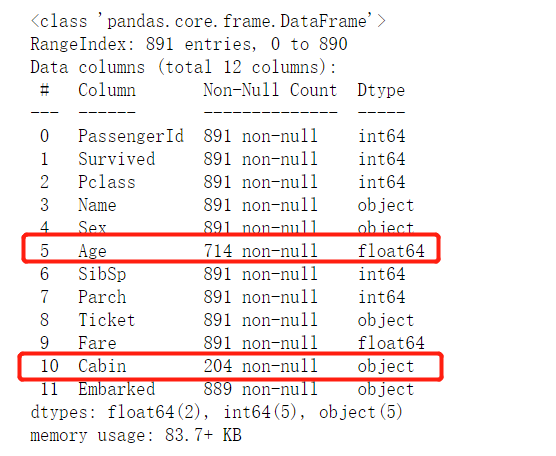 <class 'pandas.core.frame.DataFrame'>
RangeIndex: 891 entries, 0 to 890
Data columns (total 12 columns):
 #   Column       Non-Null Count  Dtype
---  ------       --------------  -----
 0   PassengerId  891 non-null    int64
 1   Survived     891 non-null    int64
 2   Pclass       891 non-null    int64
 3   Name         891 non-null    object
 4   Sex          891 non-null    object
 5   Age          714 non-null    float64
 6   SibSp        891 non-null    int64
 7   Parch        891 non-null    int64
 8   Ticket       891 non-null    object
 9   Fare         891 non-null    float64
 10  Cabin        204 non-null    object
 11  Embarked     889 non-null    object
dtypes: float64(2), int64(5), object(5)
memory usage: 83.7+ KB